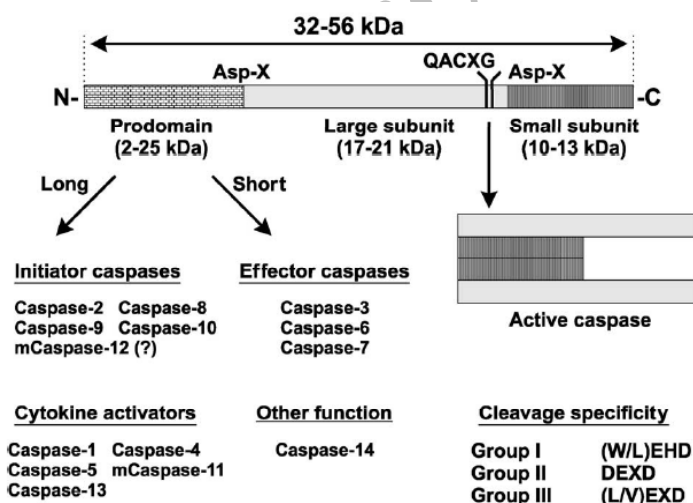 32-56 kDa
Asp-X
QACXG
Asp-X
N-
-C
Prodomain
(2-25 kDa)
Large subunit
(17-21 kDa)
Small subunit
(10-13 kDa)
Long
Short
Initiator caspases
Caspase-2 Caspase-8
Caspase-9 Caspase-10
mCaspase-12 (?)
Effector caspases
Caspase-3
Caspase-6
Caspase-7
Active caspase
Cytokine activators
Caspase-1 Caspase-4
Caspase-5 mCaspase-11
Caspase-13
Other function
Caspase-14
Cleavage specificity
Group I (W/L)EHD
Group II DEXD
Group III (L/V)EXD